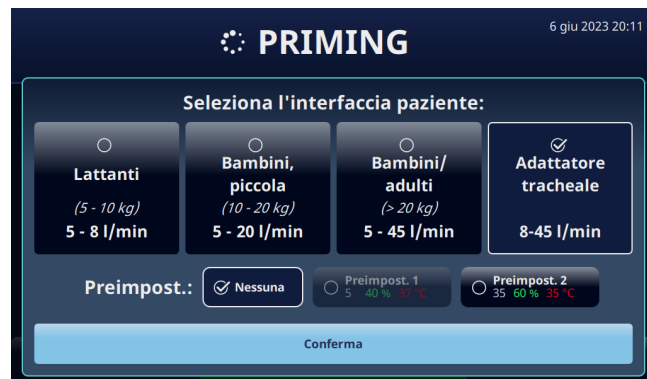 6 giu 2023 20:11
PRIMING
Seleziona l'interfaccia paziente:
Lattanti
(5 - 10 kg)
5 - 8 l/min
Bambini,
piccola
(10 - 20 kg)
5 - 20 l/min
Bambini/
adulti
(> 20 kg)
5 - 45 l/min
Adattatore
tracheale
8-45 l/min
Preimpost.:
Nessuna
Preimpost. 1
5 40 % 37 °C
Preimpost. 2
35 60 % 35 °C
Conferma